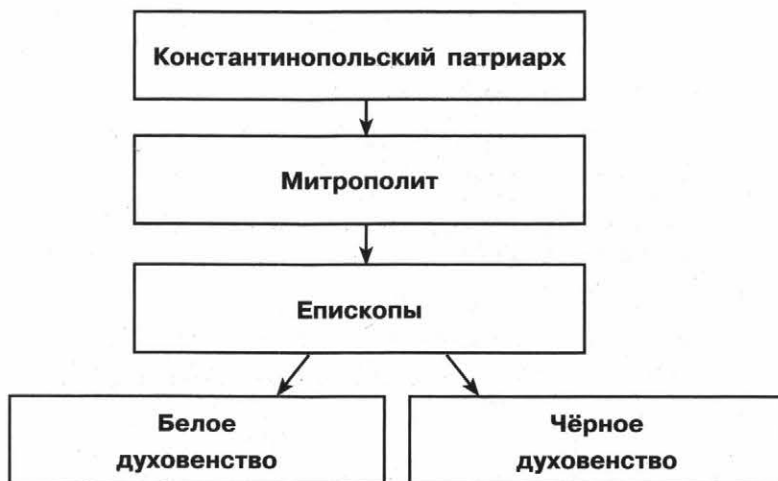 Константинопольский патриарх
Митрополит
Епископы
Белое
духовенство
Чёрное
духовенство